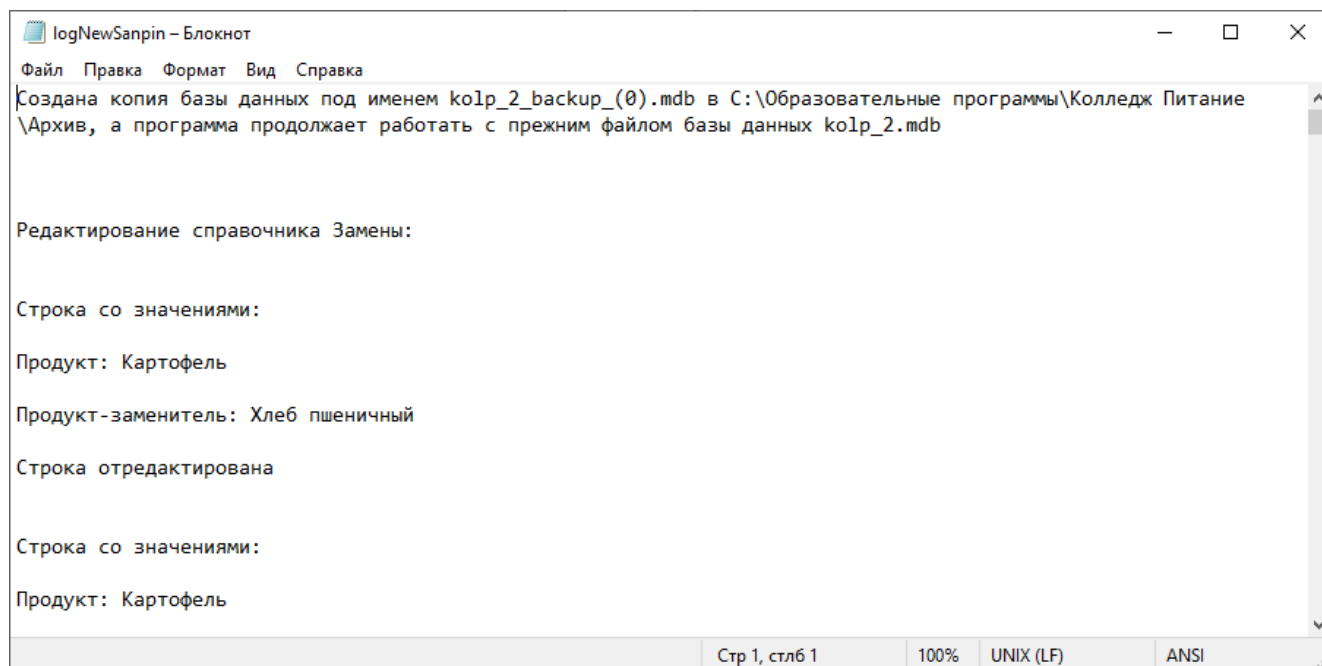 logNewSanpin – Блокнот
Файл Правка Формат Вид Справка
Создана копия базы данных под именем kolp_2_backup_(0).mdb в C:\Образовательные программы\Колледж Питание
\Архив, а программа продолжает работать с прежним файлом базы данных kolp_2.mdb
Редактирование справочника Замены:
Строка со значениями:
Продукт: Картофель
Продукт-заменитель: Хлеб пшеничный
Строка отредактирована
Строка со значениями:
Продукт: Картофель
Стр 1, стлб 1 100% UNIX (LF) ANSI